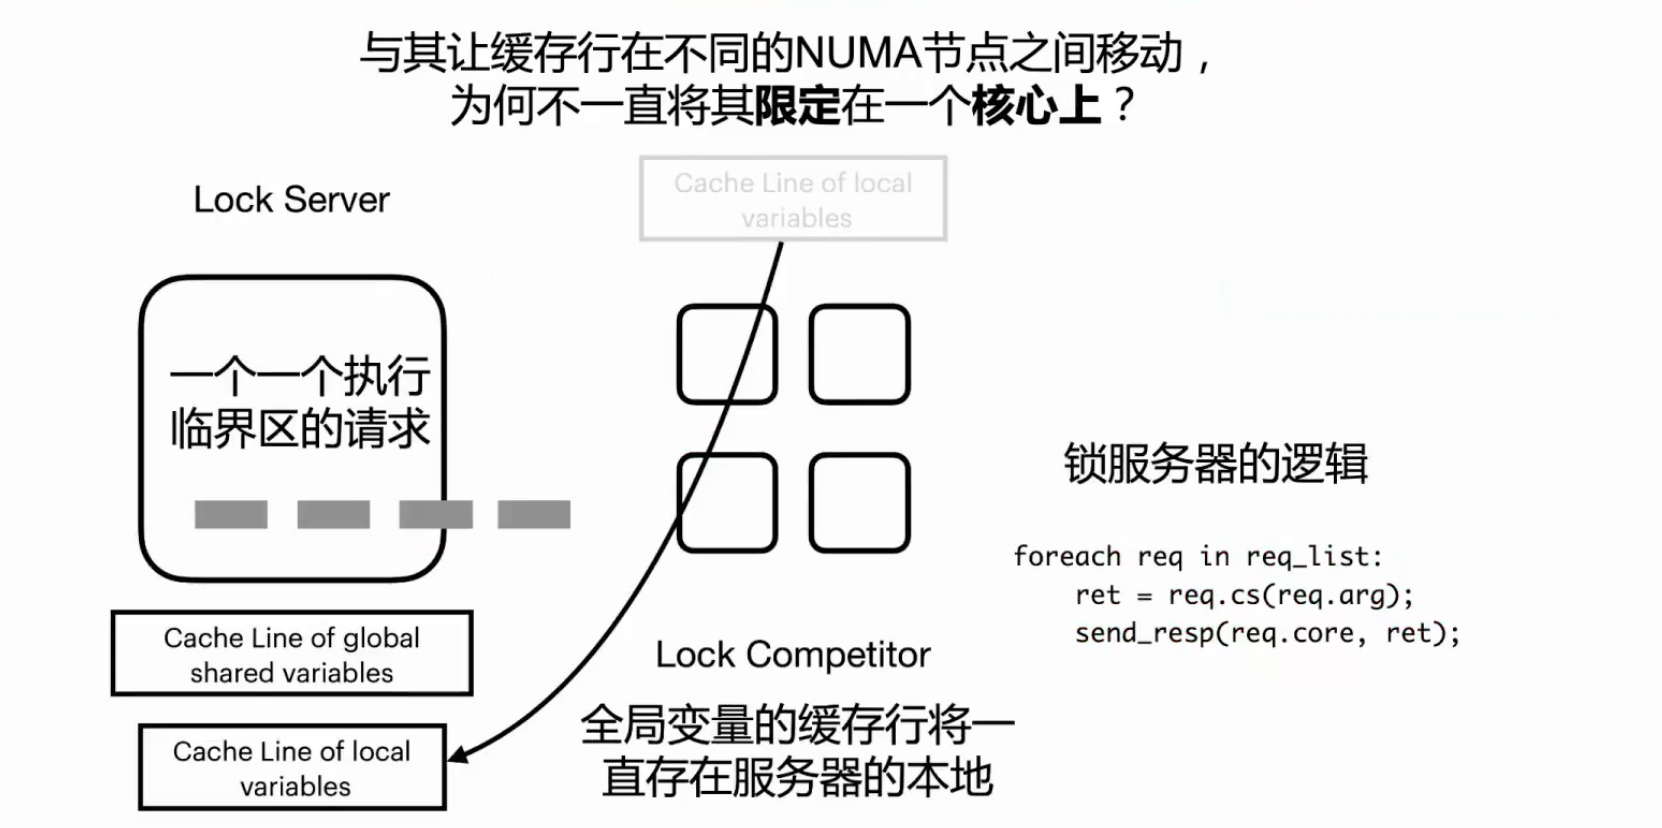 与其让缓存行在不同的NUMA节点之间移动，
为何不一直将其限定在一个核心上？
Lock Server
Cache Line of local
variables
一个一个执行
临界区的请求
Cache Line of global
shared variables
Cache Line of local
variables
Lock Competitor
全局变量的缓存行将一
直存在服务器的本地
锁服务器的逻辑
foreach req in req_list:
    ret = req.cs(req.arg);
    send_resp(req.core, ret);